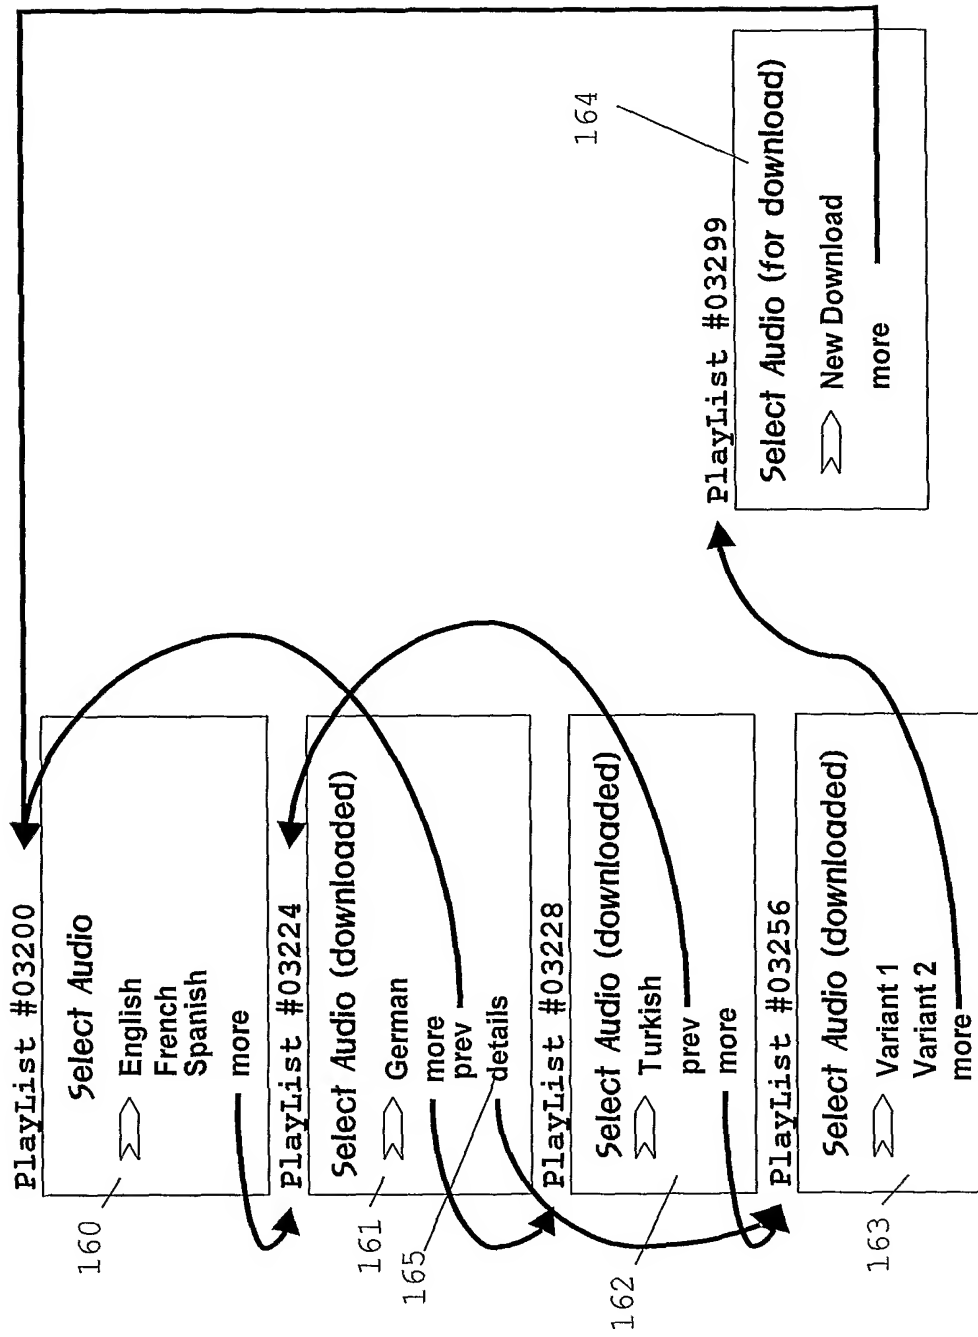 PlayList #03200
160
Select Audio
English
French
Spanish
more
PlayList #03224
161
Select Audio (downloaded)
German
more
prev
details
165
PlayList #03228
162
Select Audio (downloaded)
Turkish
prev
more
PlayList #03256
163
Select Audio (downloaded)
Variant 1
Variant 2
more
PlayList #03299
164
Select Audio (for download)
New Download
more